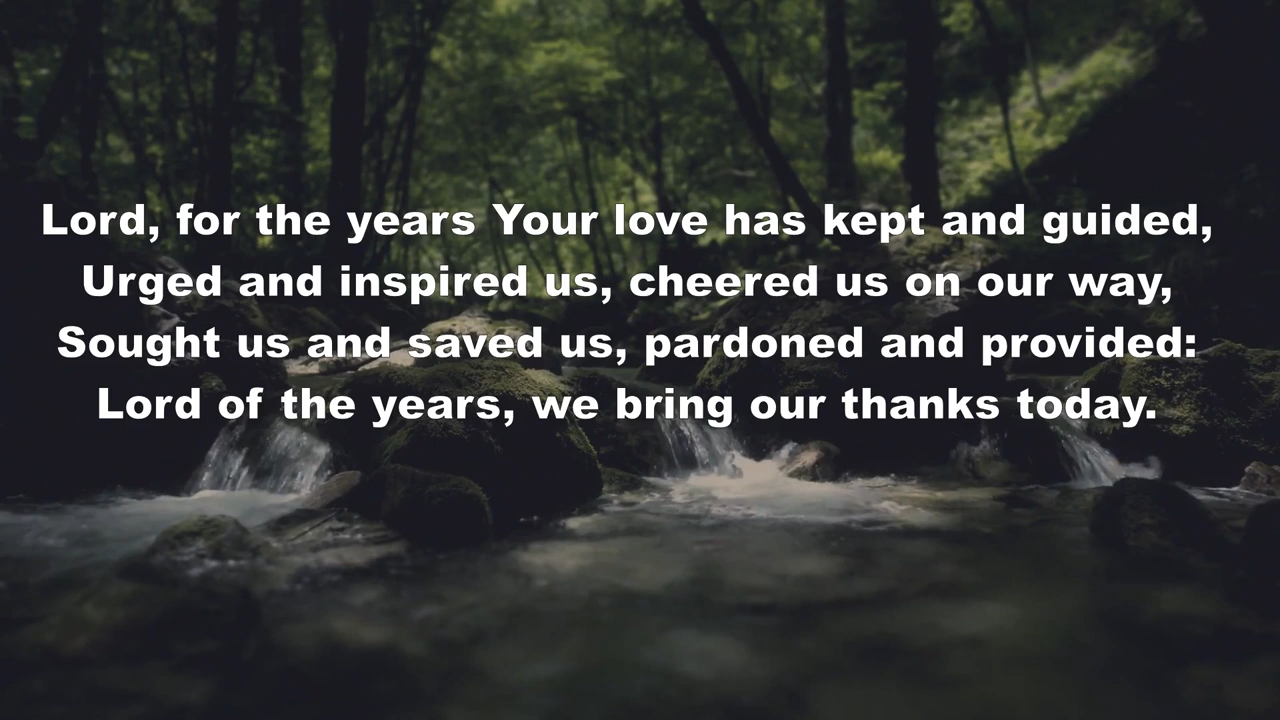 Lord, for the years Your love has kept and guided,
Urged and inspired us, cheered us on our way,
Sought us and saved us, pardoned and provided:
Lord of the years, we bring our thanks today.